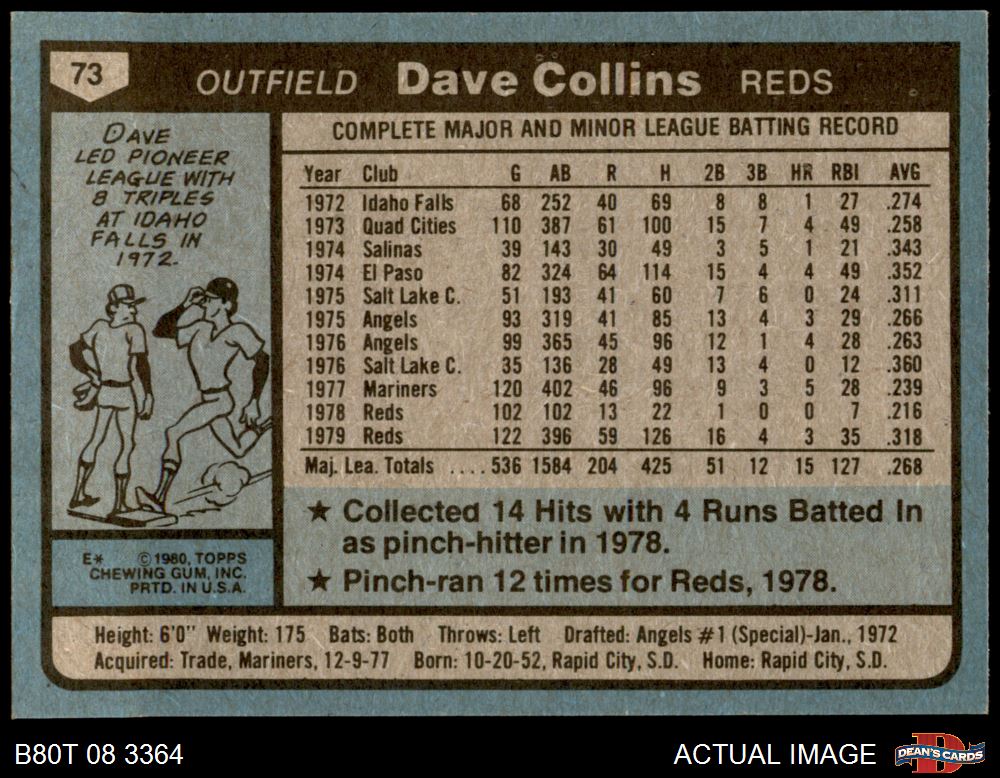 73 OUTFIELD Dave Collins REDS
DAVE
LED PIONEER
LEAGUE WITH
8 TRIPLES
AT IDAHO
FALLS IN
1972.
COMPLETE MAJOR AND MINOR LEAGUE BATTING RECORD
Year Club G AB R H 2B 3B HR RBI AVG
1972 Idaho Falls 68 252 40 69 8 8 1 27 .274
1973 Quad Cities 110 387 61 100 15 7 4 49 .258
1974 Salinas 39 143 30 49 3 5 1 21 .343
1974 El Paso 82 324 64 114 15 4 4 49 .352
1975 Salt Lake C. 51 193 41 60 7 6 0 24 .311
1975 Angels 93 319 41 85 13 4 3 29 .266
1976 Angels 99 365 45 96 12 1 4 28 .263
1976 Salt Lake C. 35 136 28 49 13 4 0 12 .360
1977 Mariners 120 402 46 96 9 3 5 28 .239
1978 Reds 102 102 13 22 1 0 0 7 .216
1979 Reds 122 396 59 126 16 4 3 35 .318
Maj. Lea. Totals .... 536 1584 204 425 51 12 15 127 .268
★ Collected 14 Hits with 4 Runs Batted In
as pinch-hitter in 1978.
★ Pinch-ran 12 times for Reds, 1978.
E* ©1980, TOPPS
CHEWING GUM, INC.
PRTD. IN U.S.A.
Height: 6'0" Weight: 175 Bats: Both Throws: Left Drafted: Angels #1 (Special)-Jan., 1972
Acquired: Trade, Mariners, 12-9-77 Born: 10-20-52, Rapid City, S.D. Home: Rapid City, S.D.
B80T 08 3364 ACTUAL IMAGE DEAN'S CARDS